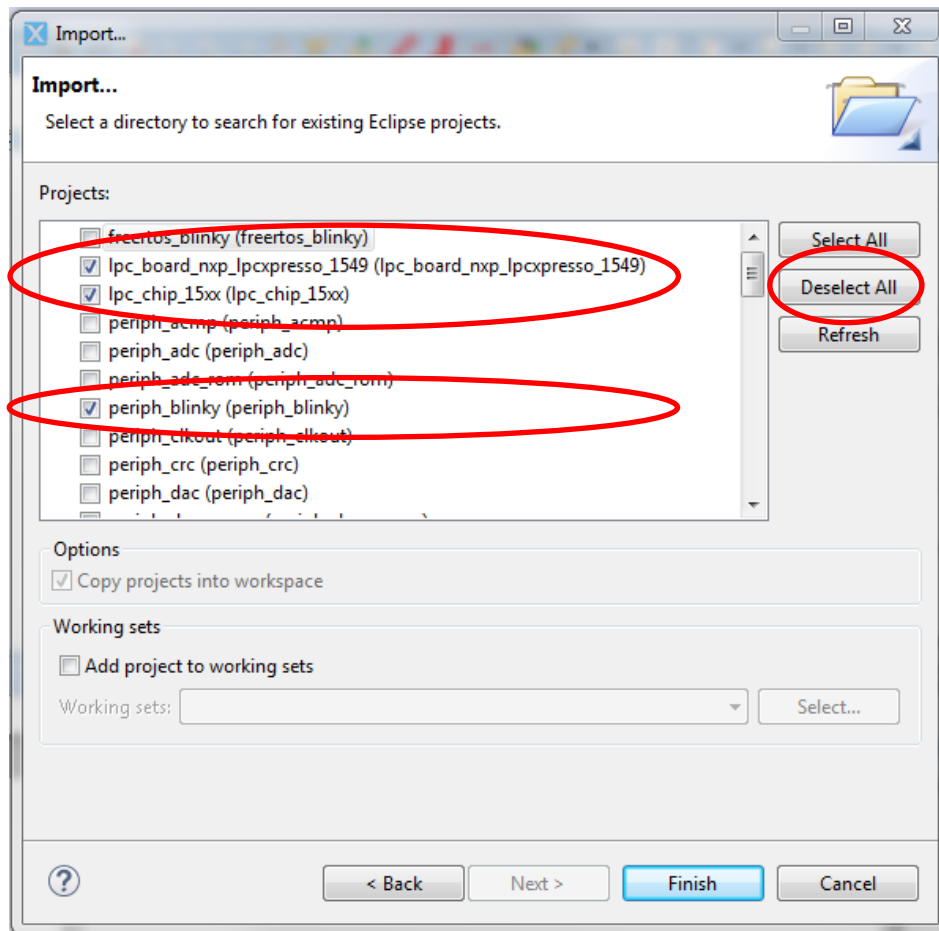 Import...
Import...
Select a directory to search for existing Eclipse projects.
Projects:
freertos_blinky (freertos_blinky)
lpc_board_nxp_lpcxpresso_1549 (lpc_board_nxp_lpcxpresso_1549)
lpc_chip_15xx (lpc_chip_15xx)
periph_acmp (periph_acmp)
periph_adc (periph_adc)
periph_adc_rom (periph_adc_rom)
periph_blinky (periph_blinky)
periph_clkout (periph_clkout)
periph_crc (periph_crc)
periph_dac (periph_dac)
Select All
Deselect All
Refresh
Options
Copy projects into workspace
Working sets
Add project to working sets
Working sets:
Select...
?
< Back
Next >
Finish
Cancel